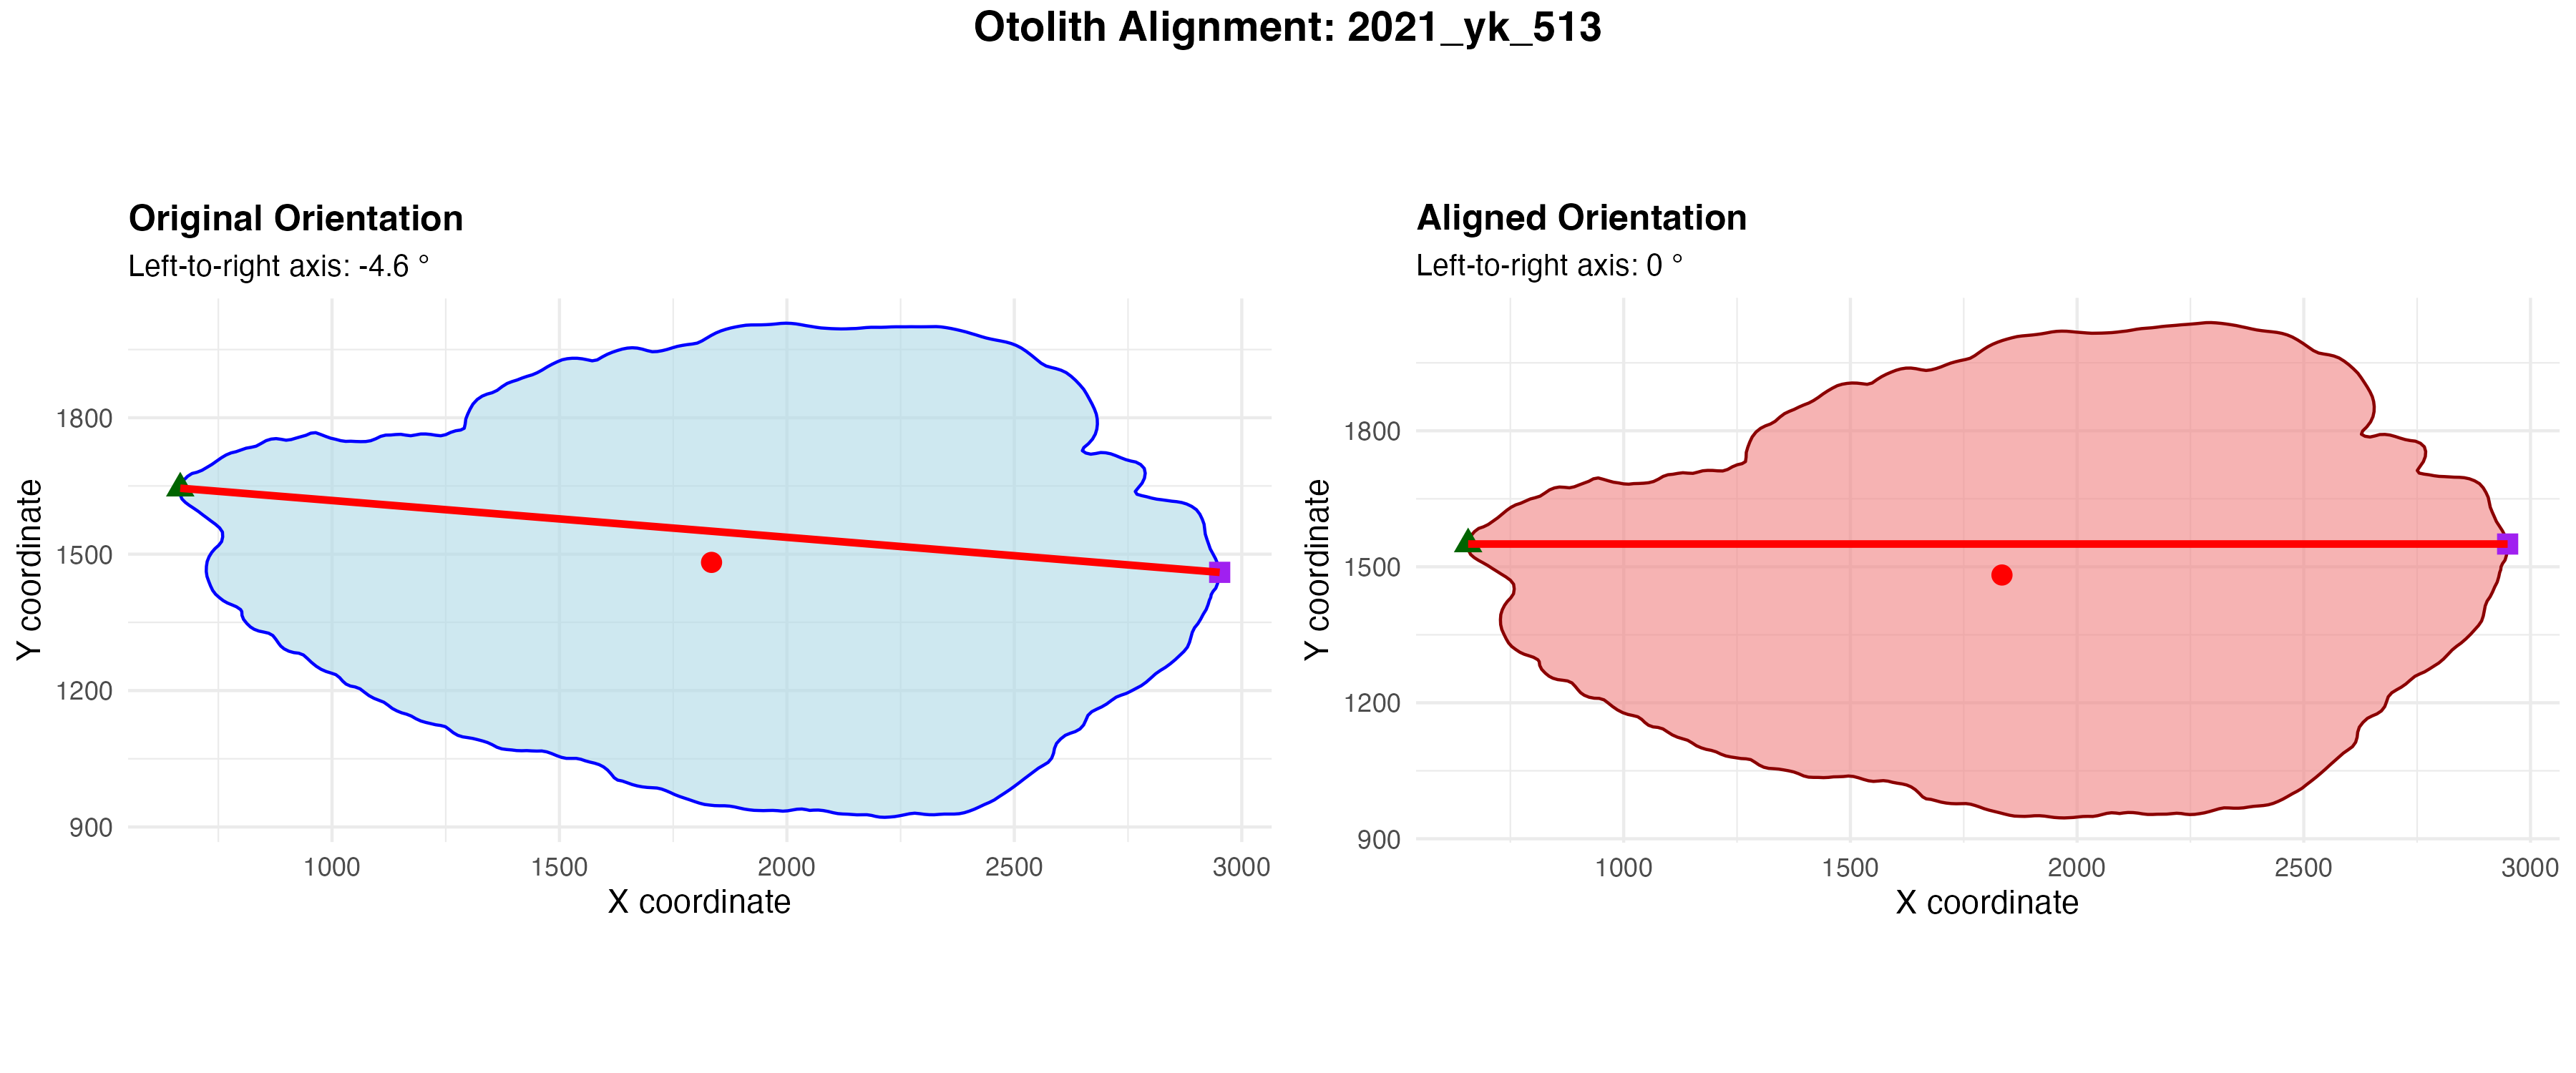 Otolith Alignment: 2021_yk_513
Original Orientation
Left-to-right axis: -4.6 °
Y coordinate
1800
1500
1200
900
1000 1500 2000 2500 3000
X coordinate
Aligned Orientation
Left-to-right axis: 0 °
Y coordinate
1800
1500
1200
900
1000 1500 2000 2500 3000
X coordinate